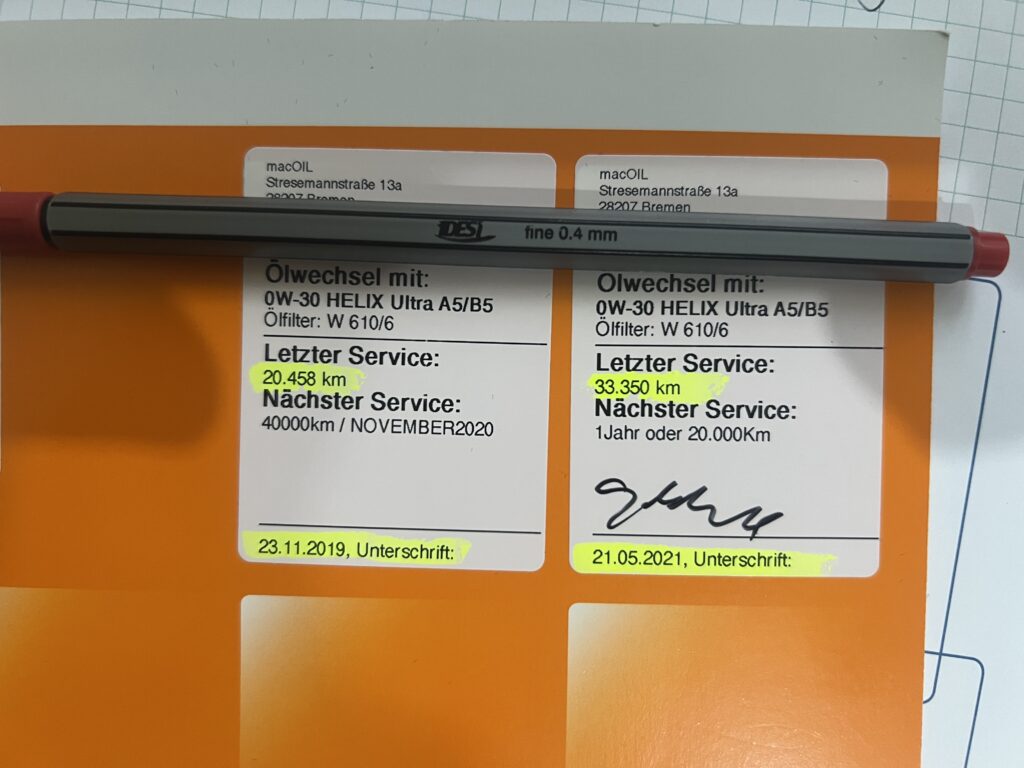 macOIL
Stresemannstraße 13a
28207 Bremen
Ölwechsel mit:
0W-30 HELIX Ultra A5/B5
Ölfilter: W 610/6
Letzter Service:
20.458 km
Nächster Service:
40000km / NOVEMBER2020
23.11.2019, Unterschrift:
macOIL
Stresemannstraße 13a
28207 Bremen
Ölwechsel mit:
0W-30 HELIX Ultra A5/B5
Ölfilter: W 610/6
Letzter Service:
33.350 km
Nächster Service:
1Jahr oder 20.000Km
21.05.2021, Unterschrift:
fine 0.4 mm